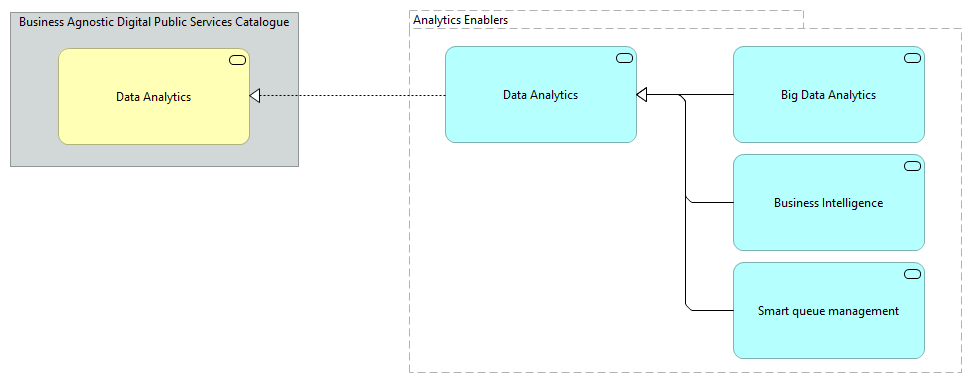 Business Agnostic Digital Public Services Catalogue
Data Analytics
Analytics Enablers
Data Analytics
Big Data Analytics
Business Intelligence
Smart queue management